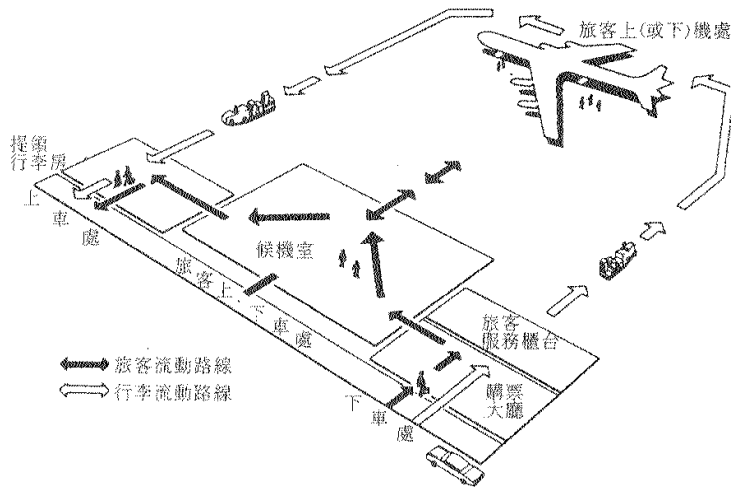 旅客上(或下)機處
提領
行李房
上車處
候機室
旅客上、下車處
旅客
服務櫃台
購票
大廳
下車處
旅客流動路線
行李流動路線